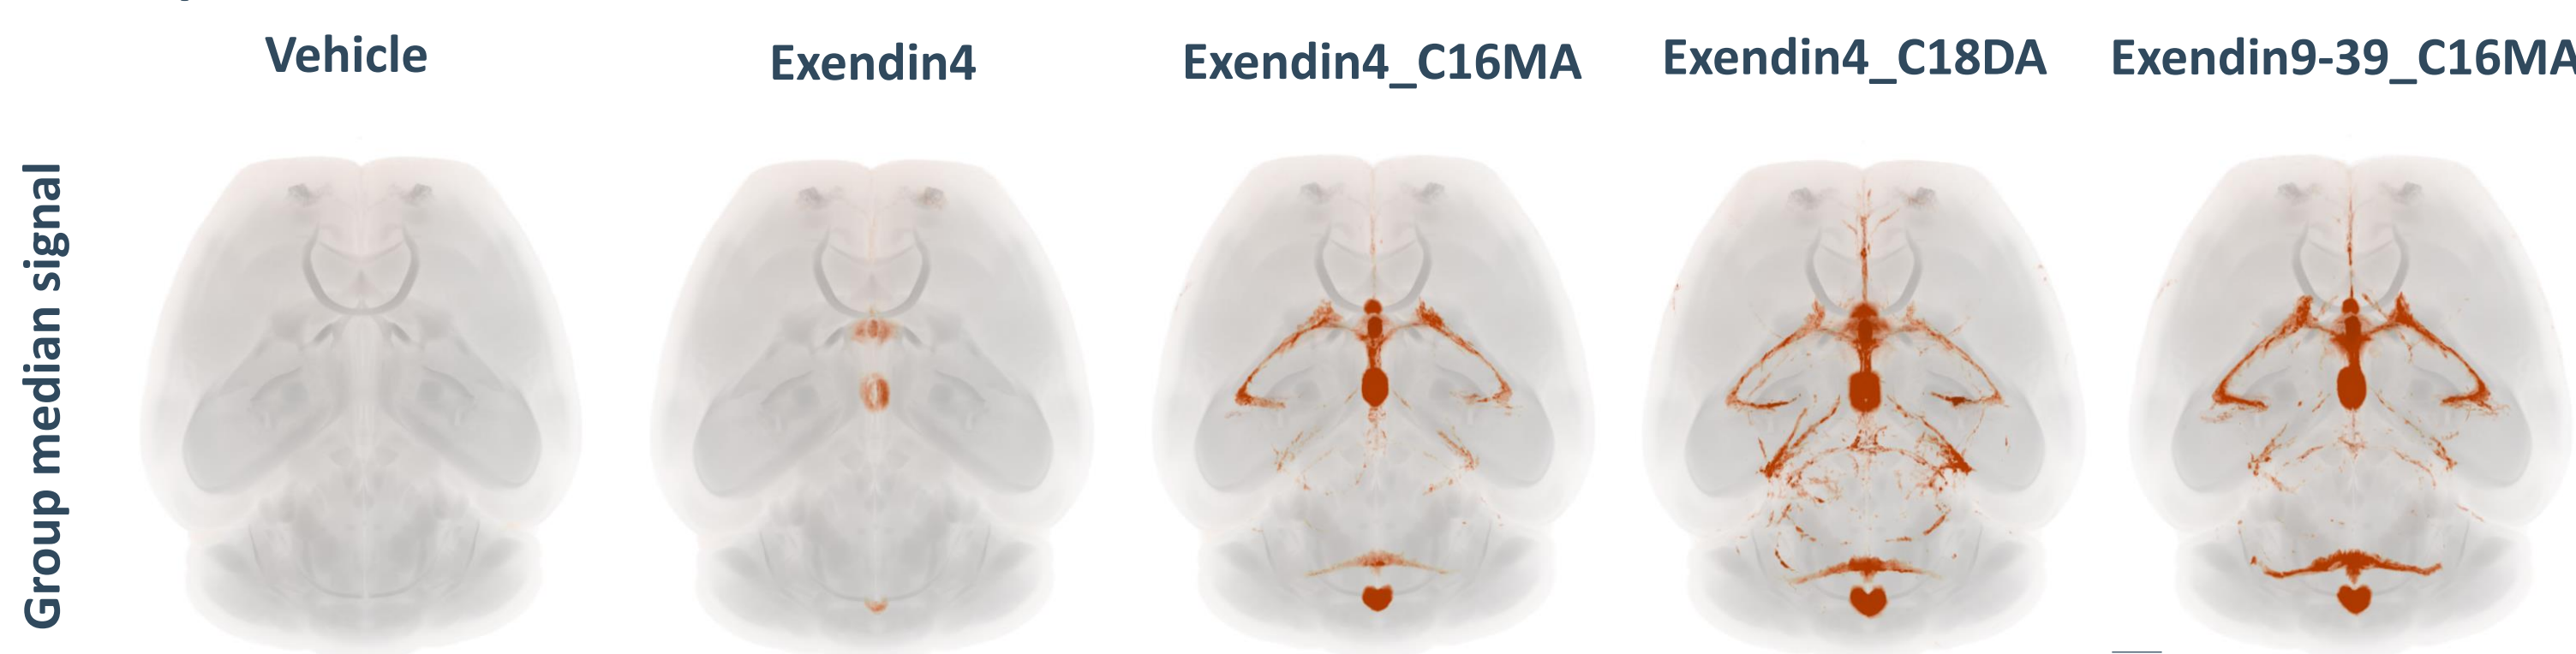 Vehicle
Exendin4
Exendin4_C16MA
Exendin4_C18DA
Exendin9-39_C16MA
Group median signal